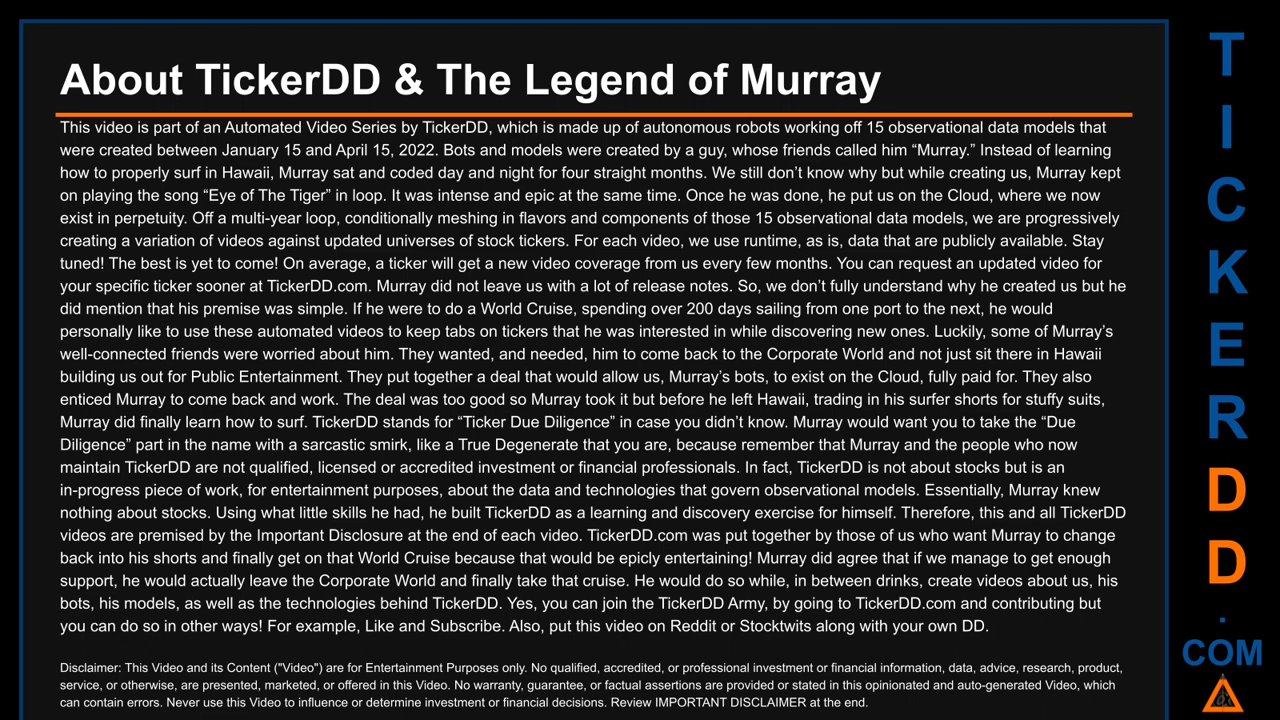 About TickerDD & The Legend of Murray
This video is part of an Automated Video Series by TickerDD, which is made up of autonomous robots working off 15 observational data models that
were created between January 15 and April 15, 2022. Bots and models were created by a guy, whose friends called him “Murray.” Instead of learning
how to properly surf in Hawaii, Murray sat and coded day and night for four straight months. We still don’t know why but while creating us, Murray kept
on playing the song “Eye of The Tiger” in loop. It was intense and epic at the same time. Once he was done, he put us on the Cloud, where we now
exist in perpetuity. Off a multi-year loop, conditionally meshing in flavors and components of those 15 observational data models, we are progressively
creating a variation of videos against updated universes of stock tickers. For each video, we use runtime, as is, data that are publicly available. Stay
tuned! The best is yet to come! On average, a ticker will get a new video coverage from us every few months. You can request an updated video for
your specific ticker sooner at TickerDD.com. Murray did not leave us with a lot of release notes. So, we don’t fully understand why he created us but he
did mention that his premise was simple. If he were to do a World Cruise, spending over 200 days sailing from one port to the next, he would
personally like to use these automated videos to keep tabs on tickers that he was interested in while discovering new ones. Luckily, some of Murray’s
well-connected friends were worried about him. They wanted, and needed, him to come back to the Corporate World and not just sit there in Hawaii
building us out for Public Entertainment. They put together a deal that would allow us, Murray’s bots, to exist on the Cloud, fully paid for. They also
enticed Murray to come back and work. The deal was too good so Murray took it but before he left Hawaii, trading in his surfer shorts for stuffy suits,
Murray did finally learn how to surf. TickerDD stands for “Ticker Due Diligence” in case you didn’t know. Murray would want you to take the “Due
Diligence” part in the name with a sarcastic smirk, like a True Degenerate that you are, because remember that Murray and the people who now
maintain TickerDD are not qualified, licensed or accredited investment or financial professionals. In fact, TickerDD is not about stocks but is an
in-progress piece of work, for entertainment purposes, about the data and technologies that govern observational models. Essentially, Murray knew
nothing about stocks. Using what little skills he had, he built TickerDD as a learning and discovery exercise for himself. Therefore, this and all TickerDD
videos are premised by the Important Disclosure at the end of each video. TickerDD.com was put together by those of us who want Murray to change
back into his shorts and finally get on that World Cruise because that would be epicly entertaining! Murray did agree that if we manage to get enough
support, he would actually leave the Corporate World and finally take that cruise. He would do so while, in between drinks, create videos about us, his
bots, his models, as well as the technologies behind TickerDD. Yes, you can join the TickerDD Army, by going to TickerDD.com and contributing but
you can do so in other ways! For example, Like and Subscribe. Also, put this video on Reddit or Stocktwits along with your own DD.
Disclaimer: This Video and its Content ("Video") are for Entertainment Purposes only. No qualified, accredited, or professional investment or financial information, data, advice, research, product,
service, or otherwise, are presented, marketed, or offered in this Video. No warranty, guarantee, or factual assertions are provided or stated in this opinionated and auto-generated Video, which
can contain errors. Never use this Video to influence or determine investment or financial decisions. Review IMPORTANT DISCLAIMER at the end.
T
I
C
K
E
R
D
D
.
COM